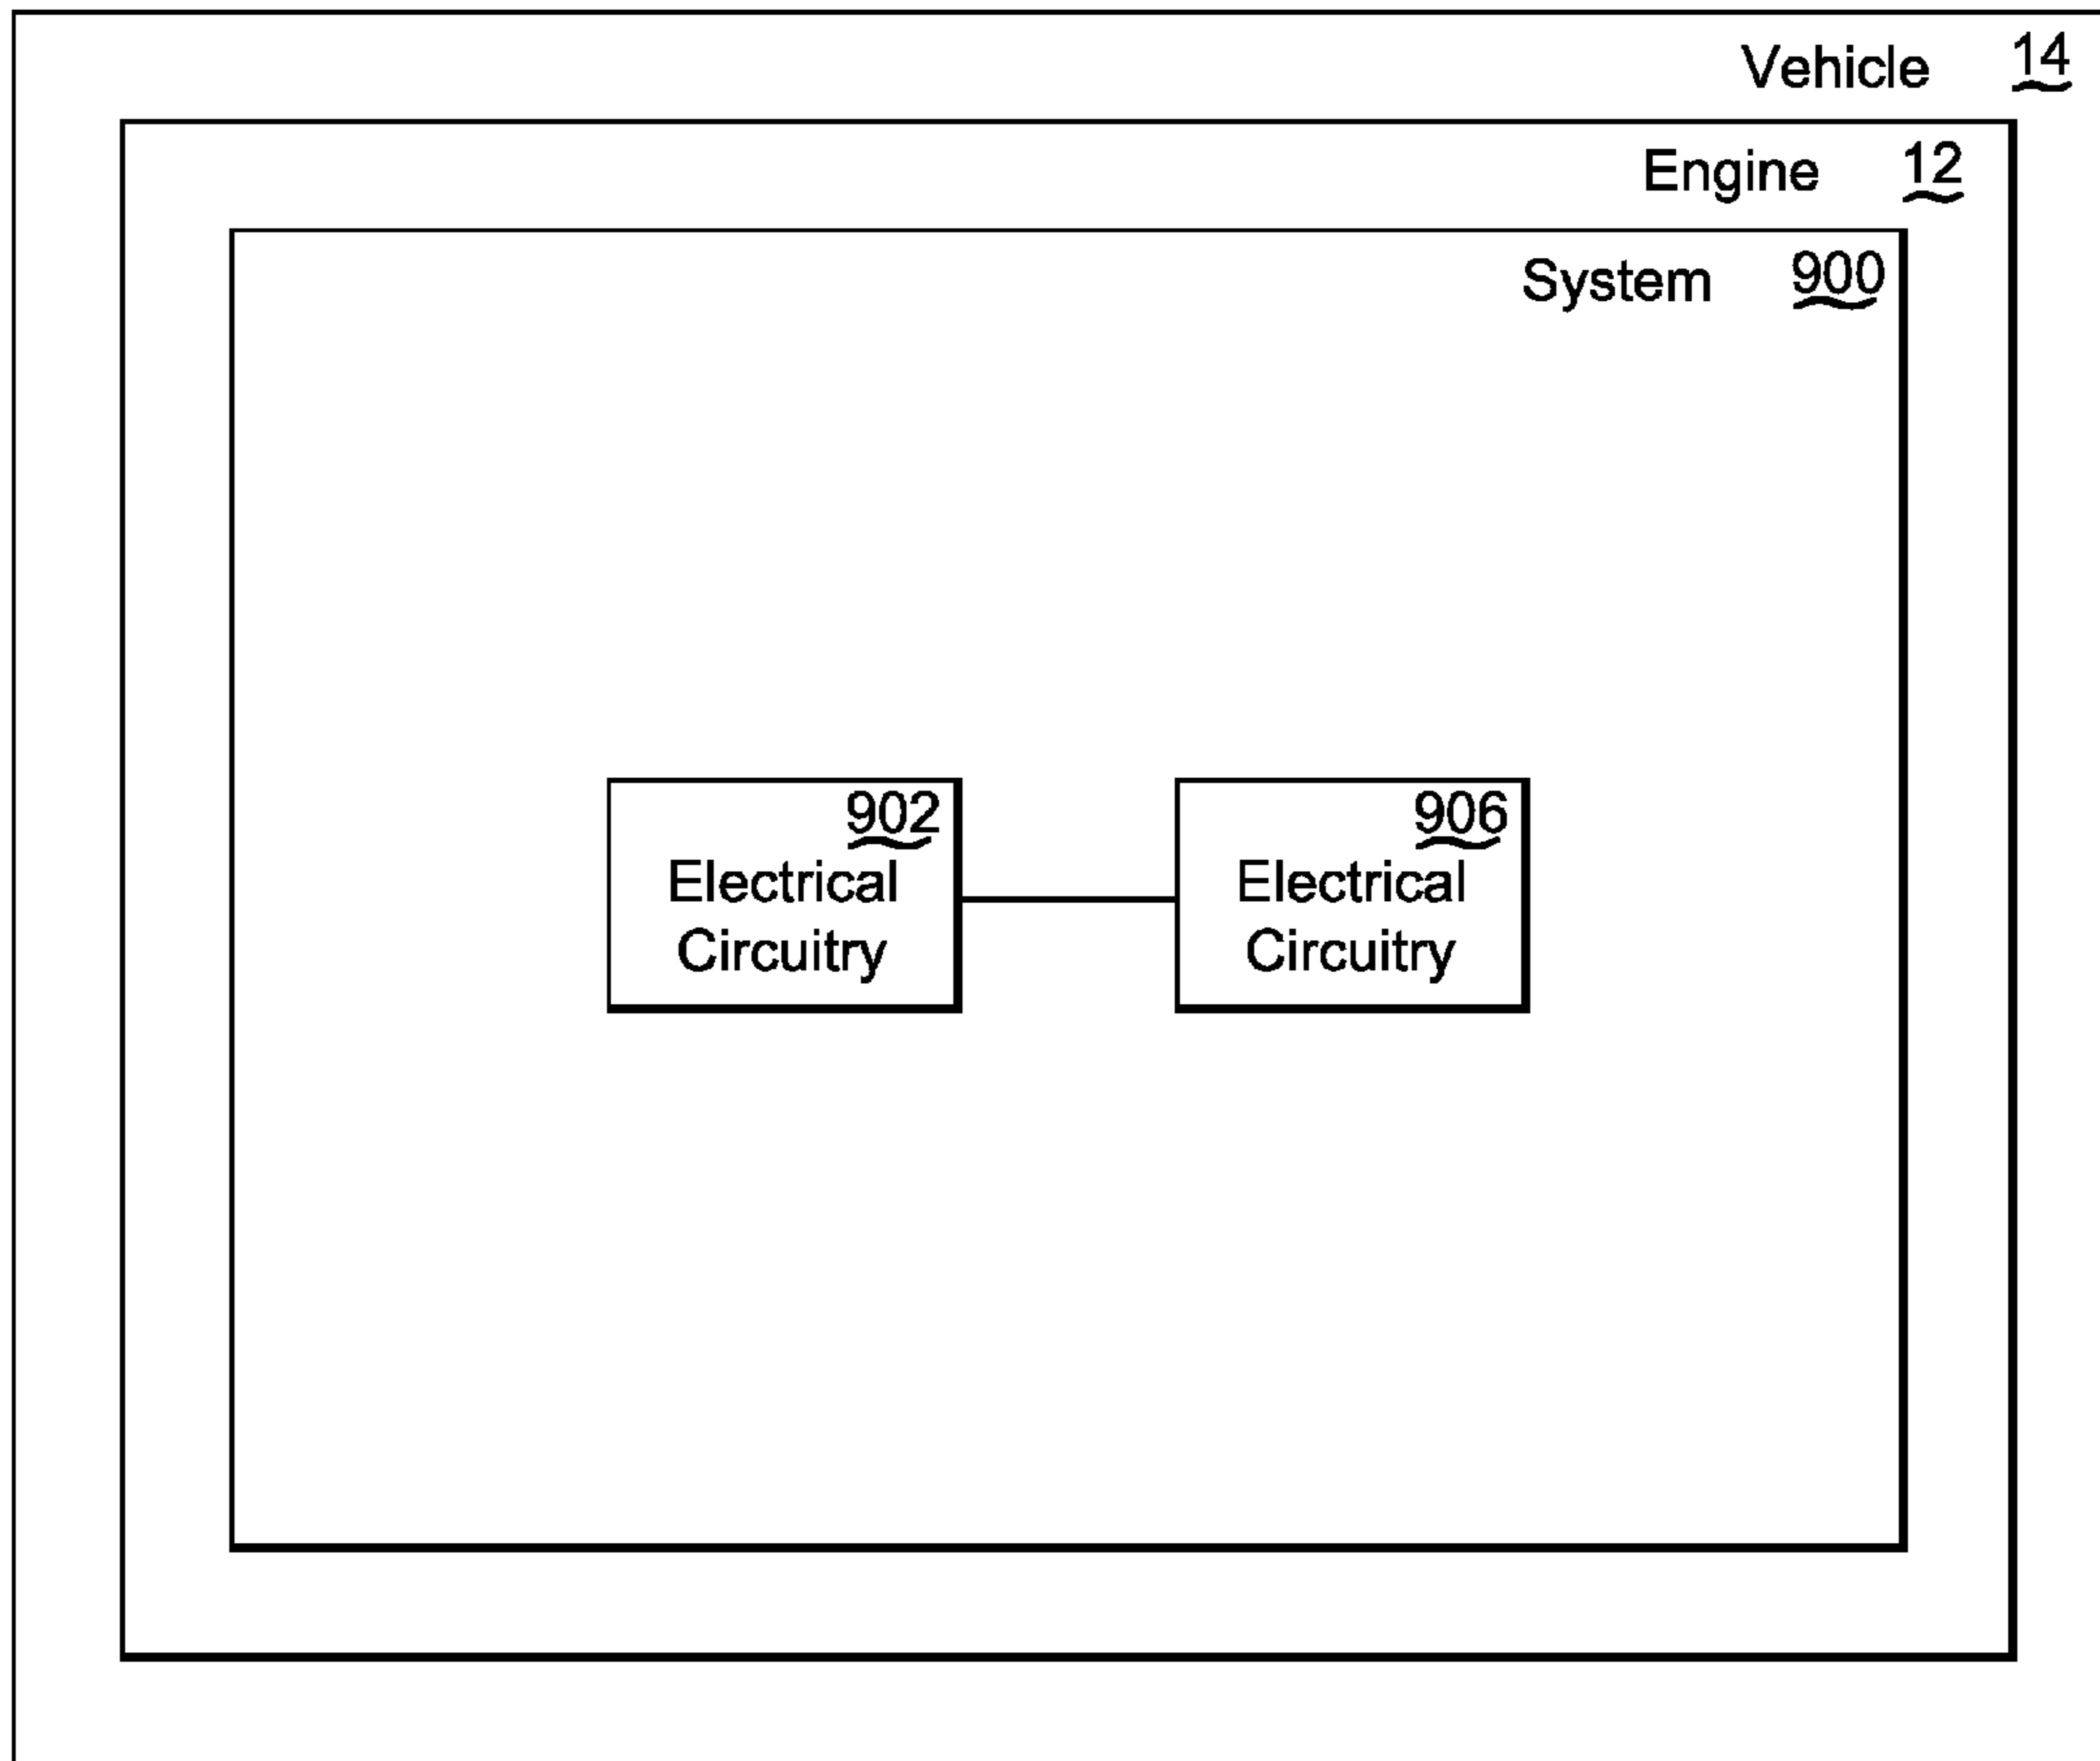 Vehicle 14
Engine 12
System 900
902
Electrical
Circuitry
906
Electrical
Circuitry